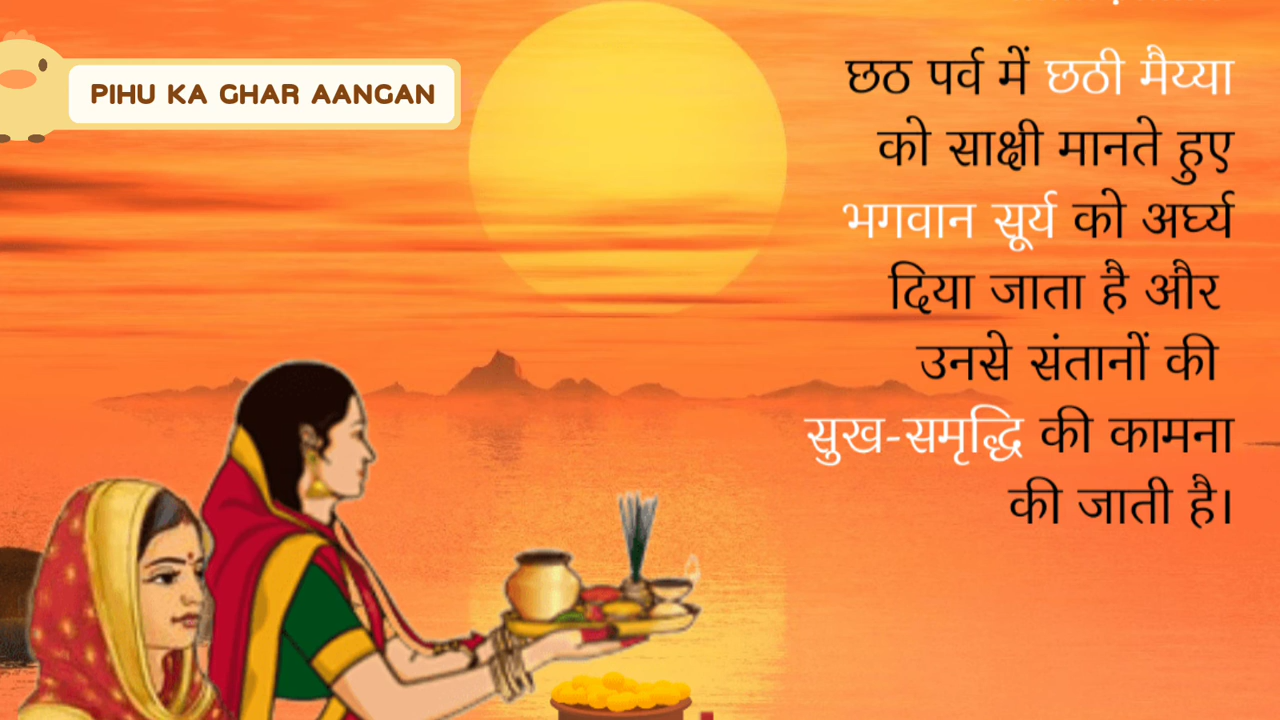 PIHU KA GHAR AANGAN
छठ पर्व में छठी मैय्या
को साक्षी मानते हुए
भगवान सूर्य को अर्घ्य
दिया जाता है और
उनसे संतानों की
सुख-समृद्धि की कामना
की जाती है।